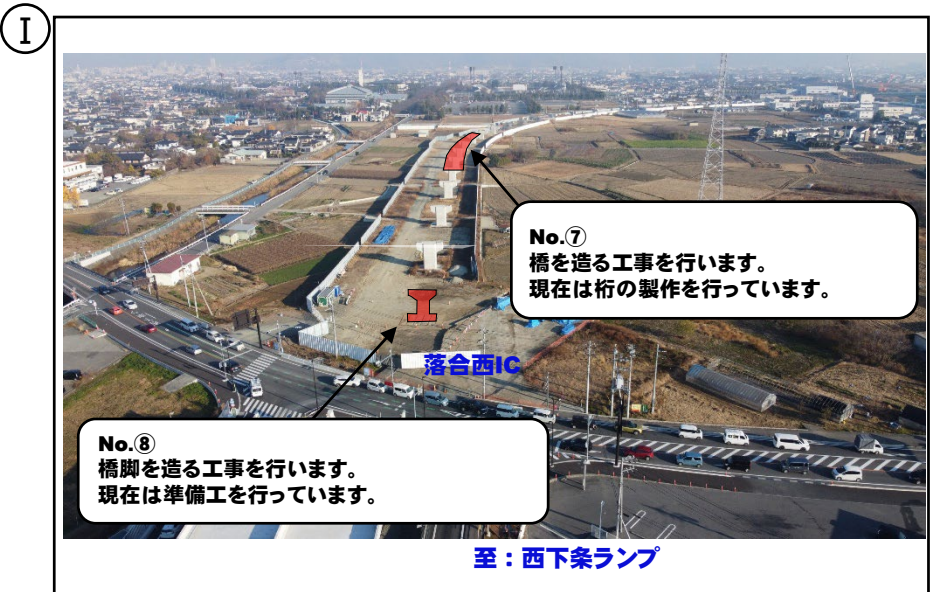 I
No.⑦
橋を造る工事を行います。
現在は桁の製作を行っています。
落合西IC
No.⑧
橋脚を造る工事を行います。
現在は準備工を行っています。
至：西下条ランプ